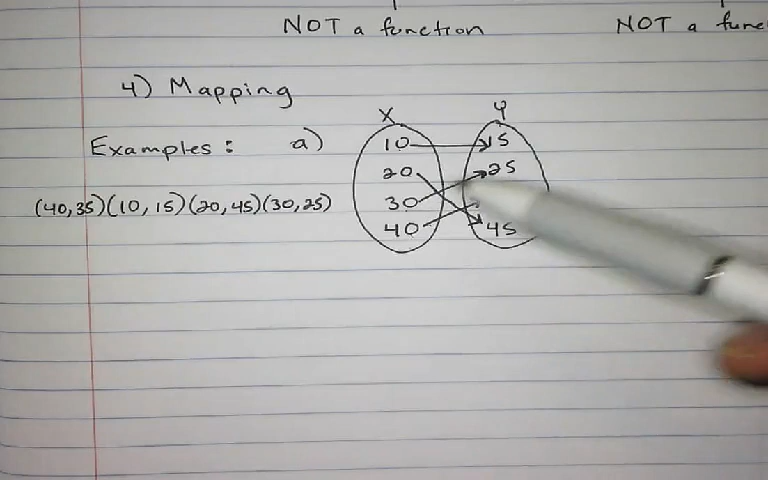 NOT a function
NOT a
4) Mapping
X Y
Examples: a)
10 15
20 25
30
40 45
(40,35)(10,15)(20,45)(30,25)